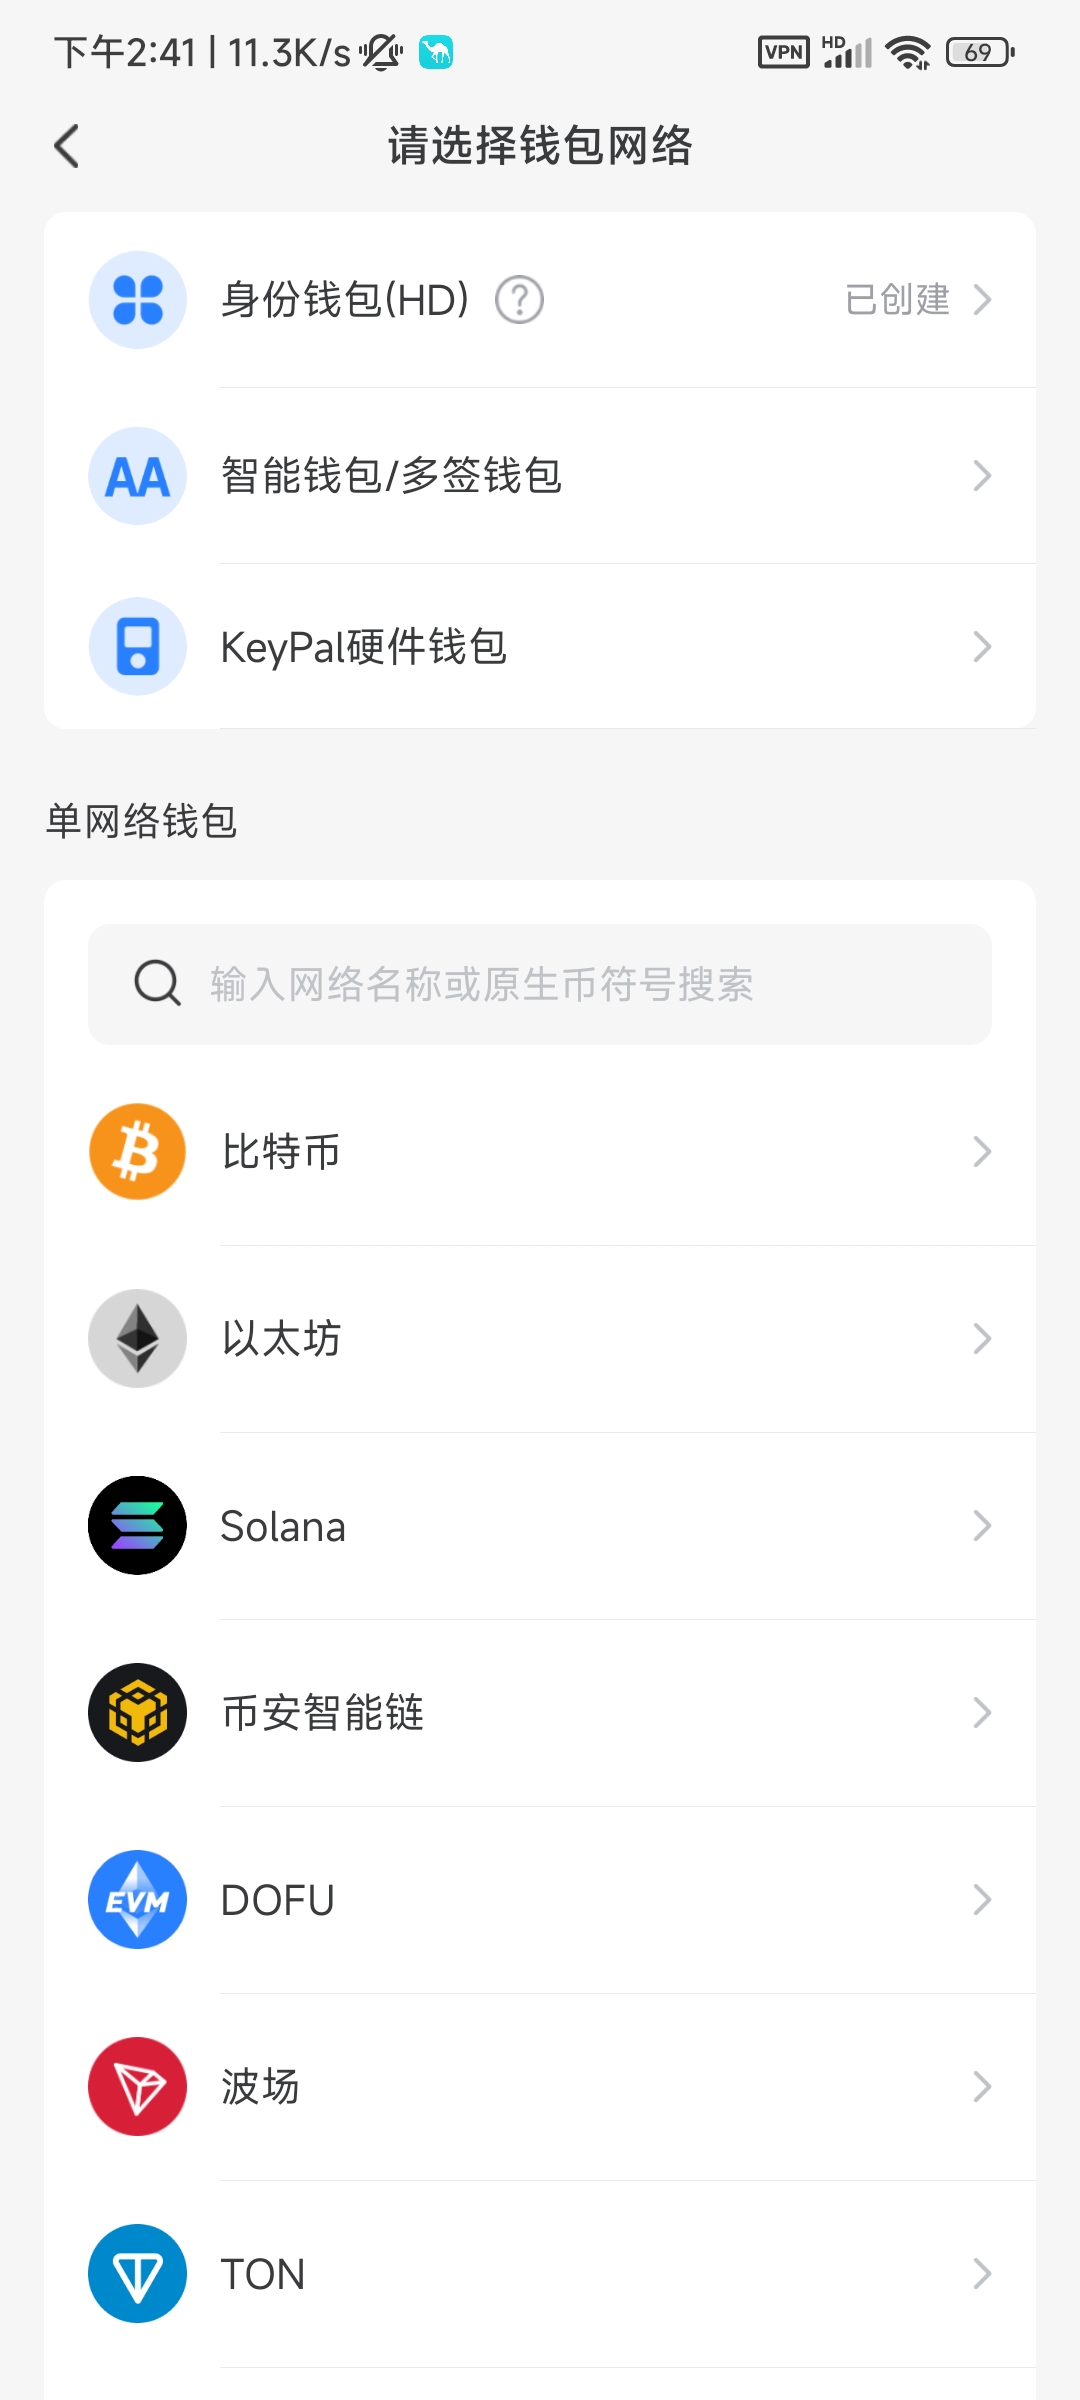 下午2:41 | 11.3K/s
VPN HD 69
请选择钱包网络
身份钱包(HD) ? 已创建
AA 智能钱包/多签钱包
KeyPal硬件钱包
单网络钱包
输入网络名称或原生币符号搜索
比特币
以太坊
Solana
币安智能链
EVM DOFU
波场
TON